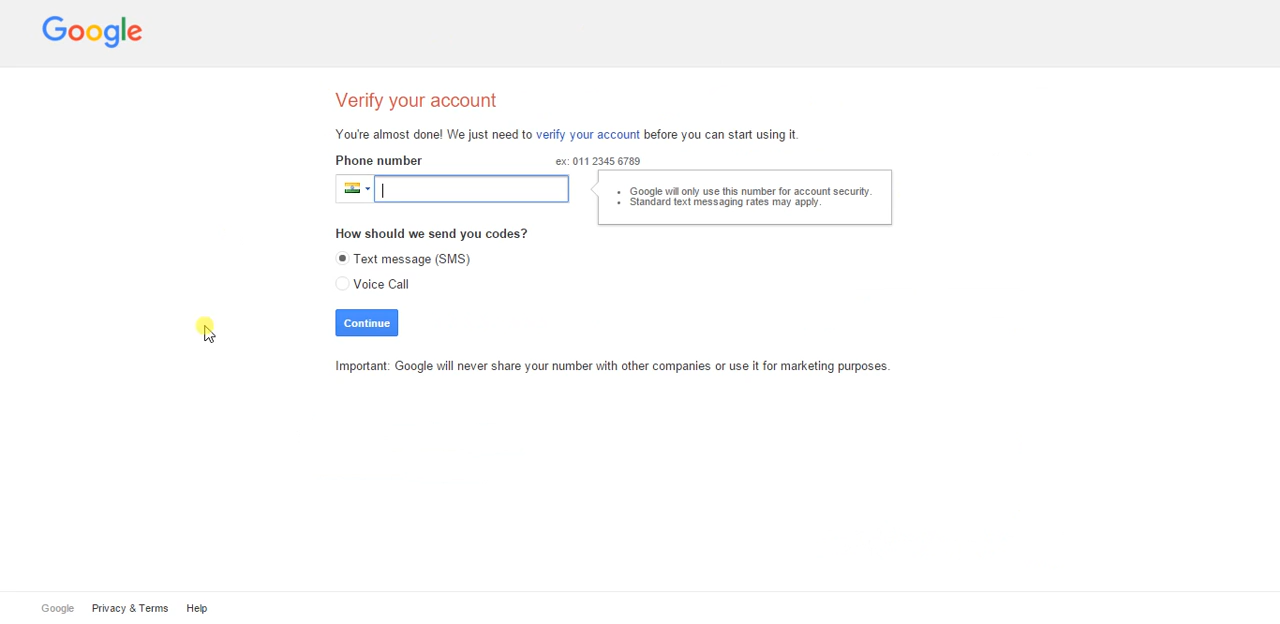 Google
Verify your account
You're almost done! We just need to verify your account before you can start using it.
Phone number ex: 011 2345 6789
Google will only use this number for account security.
Standard text messaging rates may apply.
How should we send you codes?
Text message (SMS)
Voice Call
Continue
Important: Google will never share your number with other companies or use it for marketing purposes.
Google Privacy & Terms Help